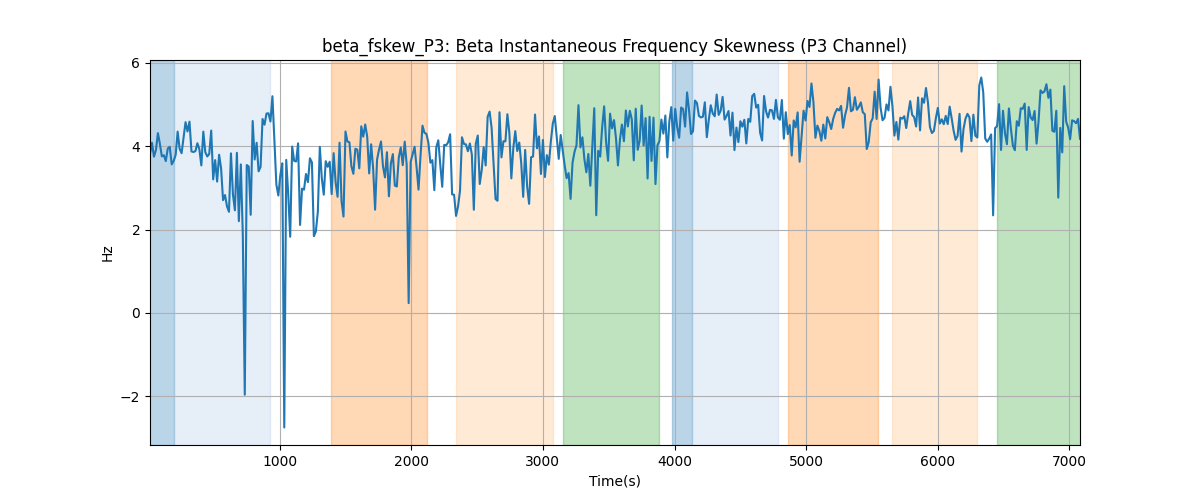 beta_fskew_P3: Beta Instantaneous Frequency Skewness (P3 Channel)
6
4
2
0
−2
Hz
1000 2000 3000 4000 5000 6000 7000
Time(s)